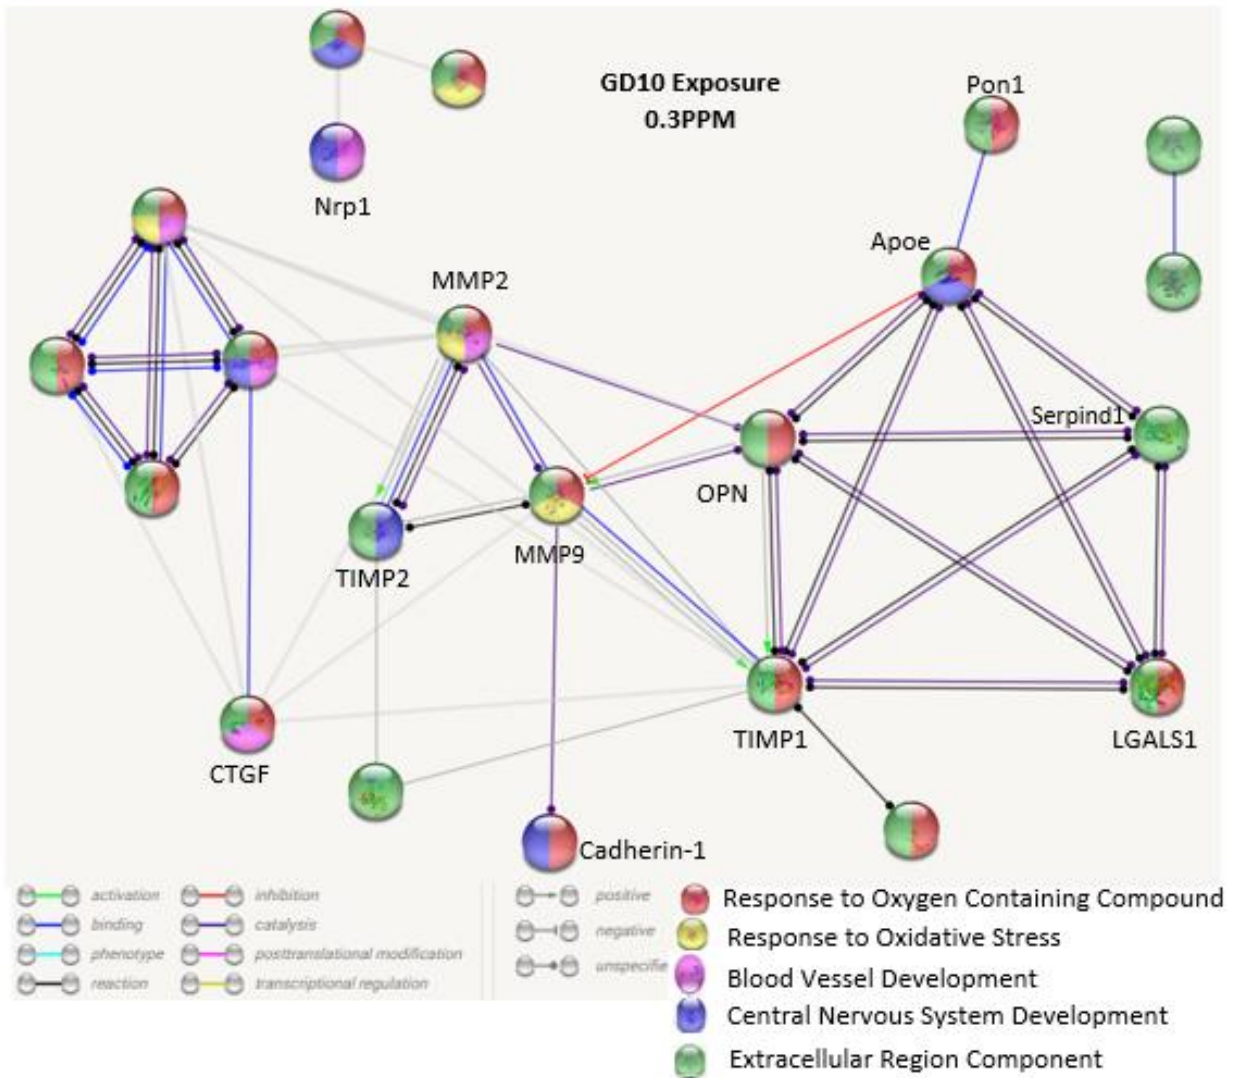 GD10 Exposure
0.3PPM
Pon1
Nrp1
Apoe
MMP2
Serpind1
OPN
MMP9
TIMP2
TIMP1
LGALS1
CTGF
Cadherin-1
activation
inhibition
positive
Response to Oxygen Containing Compound
binding
catalysis
negative
Response to Oxidative Stress
phenotype
posttranslational modification
unspecifie
Blood Vessel Development
reaction
transcriptional regulation
Central Nervous System Development
Extracellular Region Component